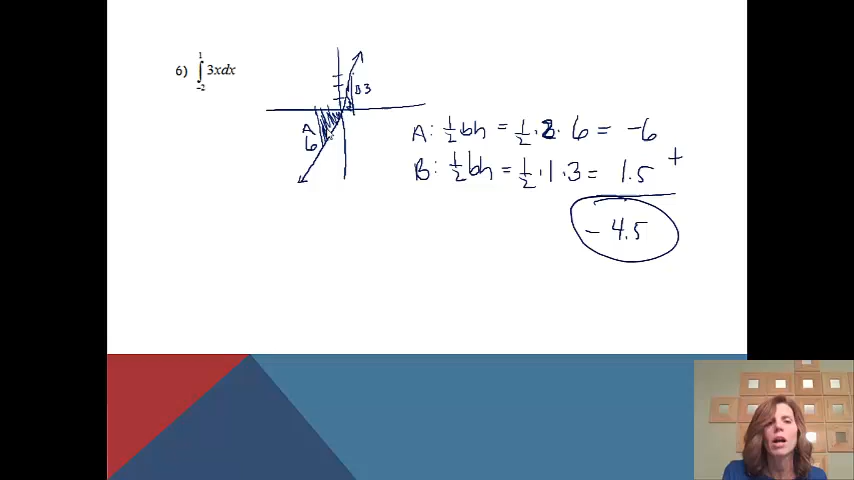 6) ∫₋₂¹ 3xdx
B 3
A
6
A: ½bh = ½·2·6 = -6
B: ½bh = ½·1·3 = 1.5 +
-4.5